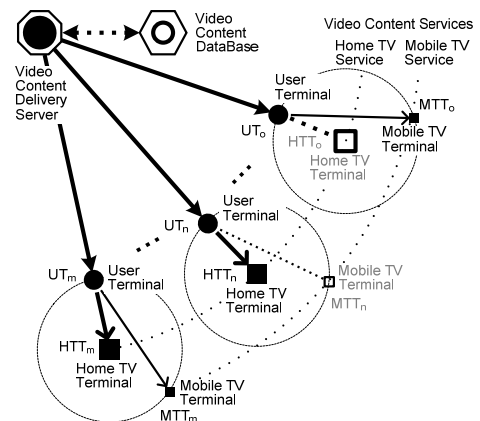 Video
Content
DataBase
Video Content Services
Home TV
Service
Mobile TV
Service
Video
Content
Delivery
Server
User
Terminal
UTo
MTTo
Mobile TV
Terminal
HTTo
Home TV
Terminal
User
Terminal
UTn
HTTn
Home TV
Terminal
Mobile TV
Terminal
MTTn
UTm
User
Terminal
HTTm
Home TV
Terminal
Mobile TV
Terminal
MTTm